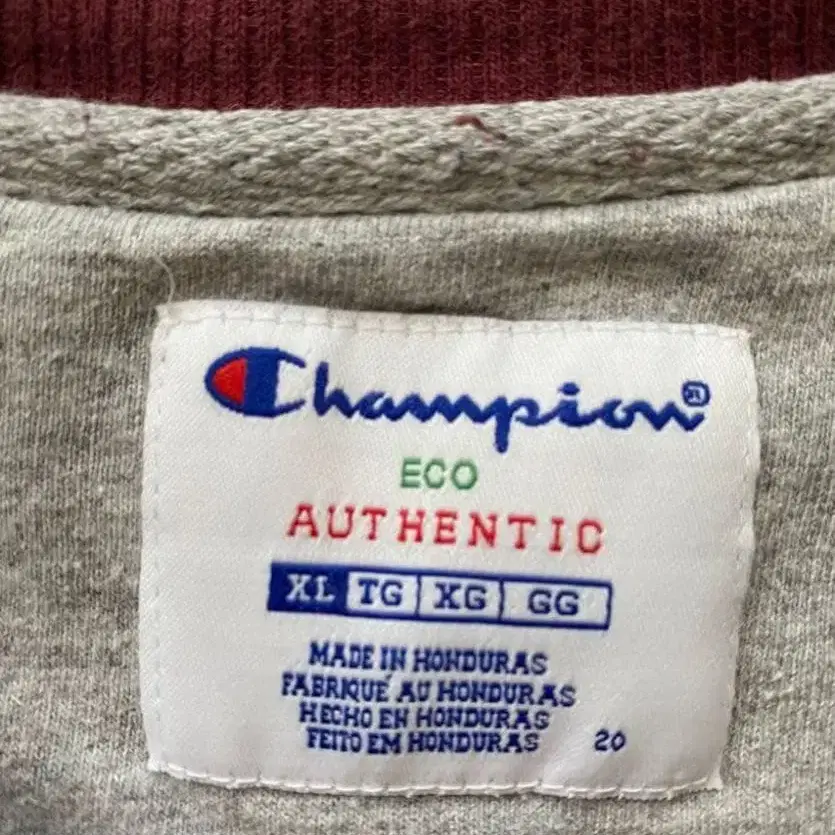 Champion®
ECO
AUTHENTIC
XL TG XG GG
MADE IN HONDURAS
FABRIQUÉ AU HONDURAS
HECHO EN HONDURAS
FEITO EM HONDURAS 20